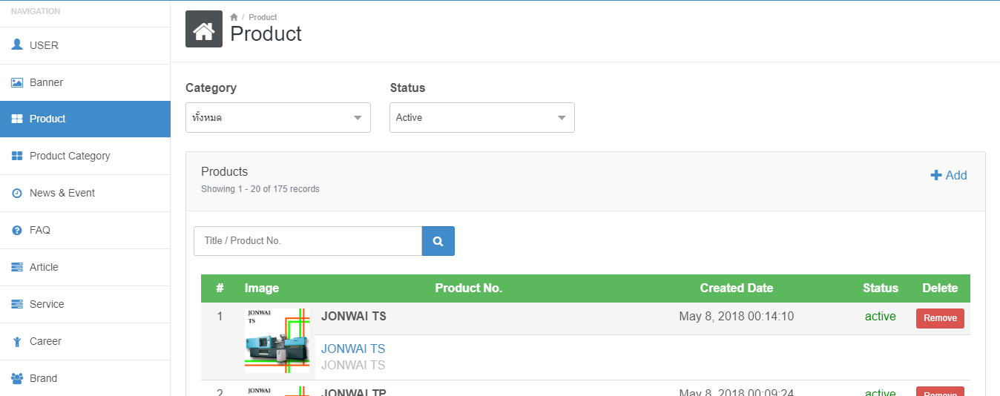 NAVIGATION
USER
Banner
Product
Product Category
News & Event
FAQ
Article
Service
Career
Brand
/ Product
Product
Category
Status
ทั้งหมด
Active
Products
Showing 1 - 20 of 175 records
Add
Title / Product No.
# Image Product No. Created Date Status Delete
1 JONWAI TS JONWAI TS May 8, 2018 00:14:10 active Remove
JONWAI TS
JONWAI TS
2 JONWAI JONWAI TP May 8, 2018 00:09:24 active Remove